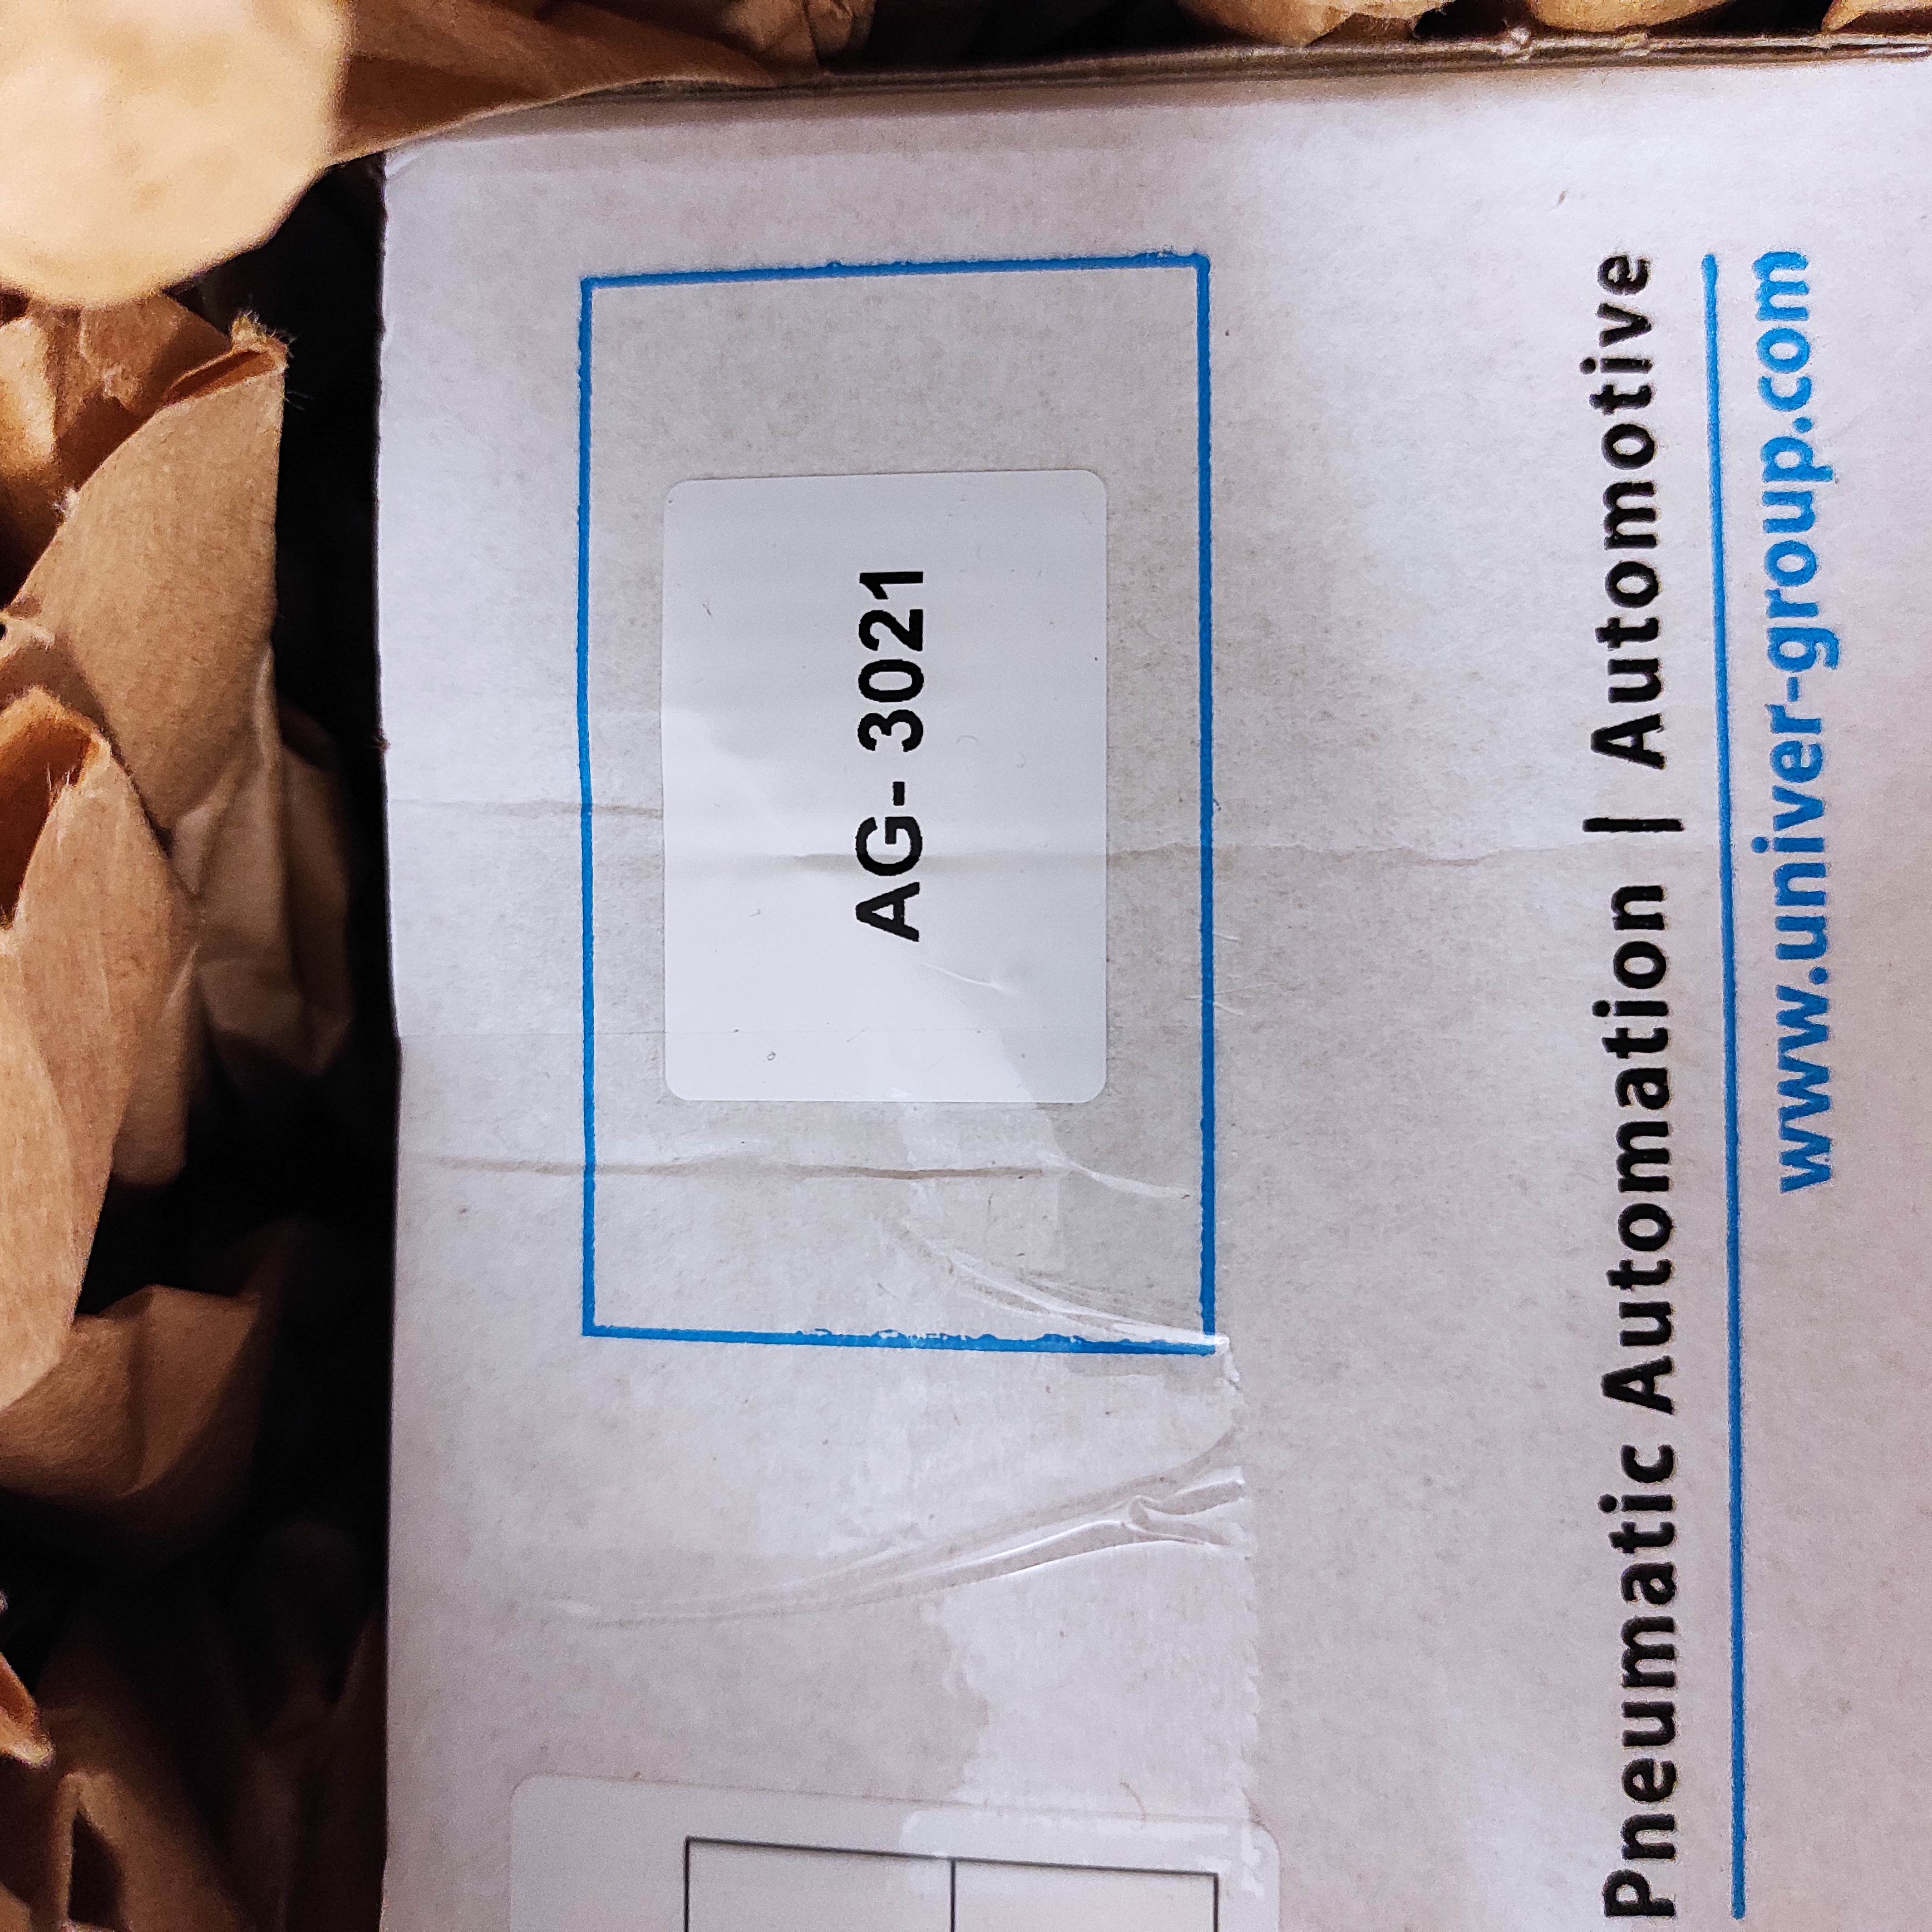 AG- 3021
Pneumatic Automation | Automotive
www.univer-group.com